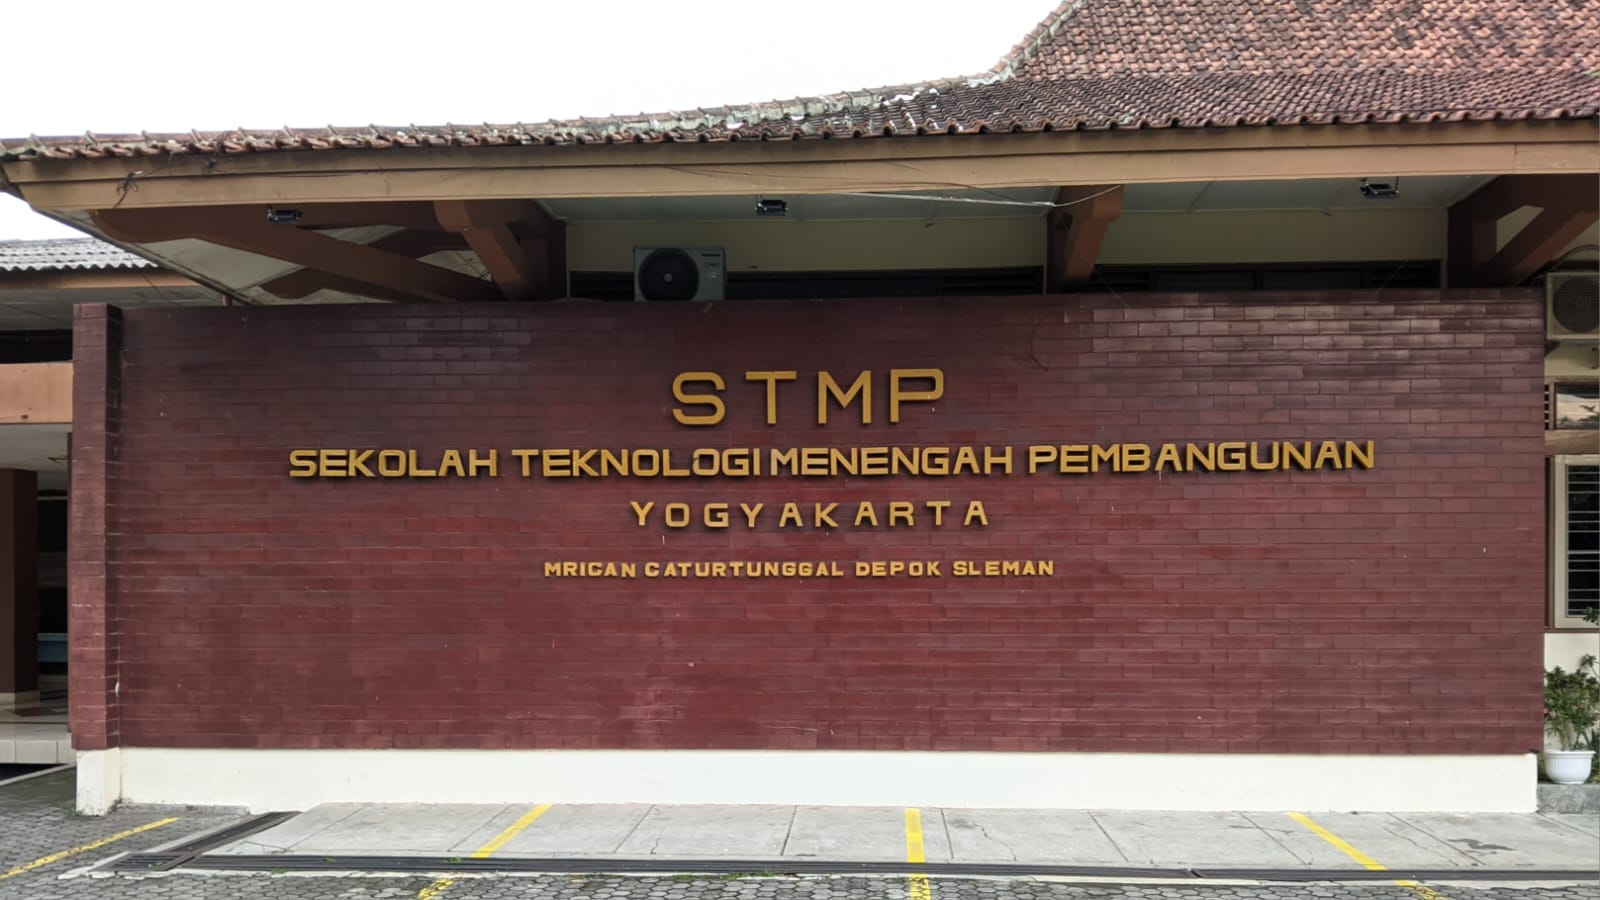 STMP
SEKOLAH TEKNOLOGI MENENGAH PEMBANGUNAN
YOGYAKARTA
MRICAN CATURTUNGGAL DEPOK SLEMAN